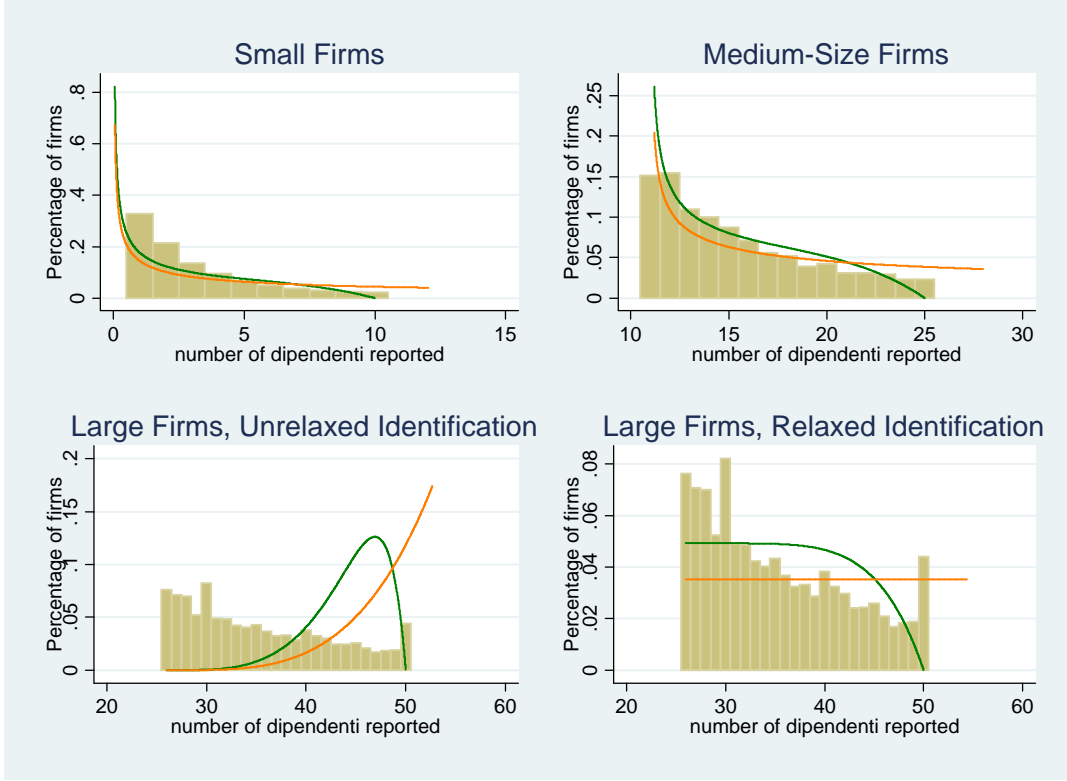 Small Firms
Percentage of firms
.8
.6
.4
.2
0
0 5 10 15
number of dipendenti reported
Medium-Size Firms
Percentage of firms
.25
.2
.15
.1
.05
0
10 15 20 25 30
number of dipendenti reported
Large Firms, Unrelaxed Identification
Percentage of firms
.2
.15
.1
.05
0
20 30 40 50 60
number of dipendenti reported
Large Firms, Relaxed Identification
Percentage of firms
.08
.06
.04
.02
0
20 30 40 50 60
number of dipendenti reported